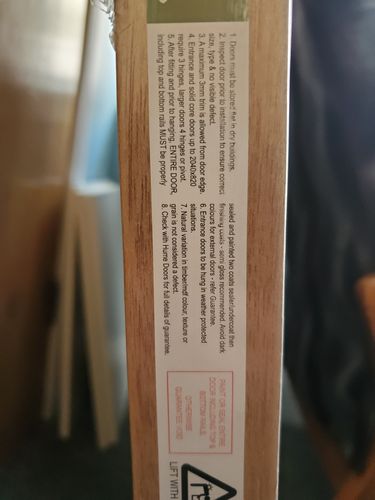 1. Doors must be stored flat in dry buildings.
2. Inspect door prior to installation to ensure correct
size, type & no visible defect.
3. A maximum 3mm trim is allowed from door edge.
4. Entrance and solid core doors up to 2040x820
require 3 hinges, larger doors 4 hinges or pivot.
5. After fitting and prior to hanging, ENTIRE DOOR,
including top and bottom rails MUST be properly
sealed and painted two coats sealer/undercoat then
finishing coats - semi gloss recommended. Avoid dark
colours for external doors - refer Guarantee.
6. Entrance doors to be hung in weather protected
situations.
7. Natural variation in timber/mdf colour, texture or
grain is not considered a defect.
8. Check with Hume Doors for full details of guarantee.
PAINT OR SEAL ENTIRE
DOOR INCLUDING TOP &
BOTTOM RAILS
OTHERWISE
GUARANTEE VOID
LIFT WITH